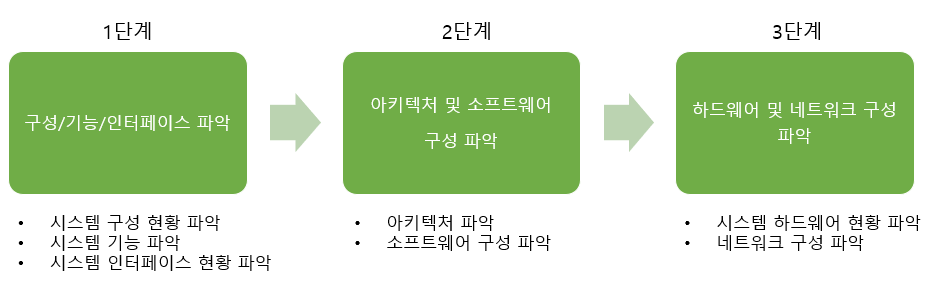 1단계
구성/기능/인터페이스 파악
• 시스템 구성 현황 파악
• 시스템 기능 파악
• 시스템 인터페이스 현황 파악
2단계
아키텍처 및 소프트웨어
구성 파악
• 아키텍처 파악
• 소프트웨어 구성 파악
3단계
하드웨어 및 네트워크 구성
파악
• 시스템 하드웨어 현황 파악
• 네트워크 구성 파악